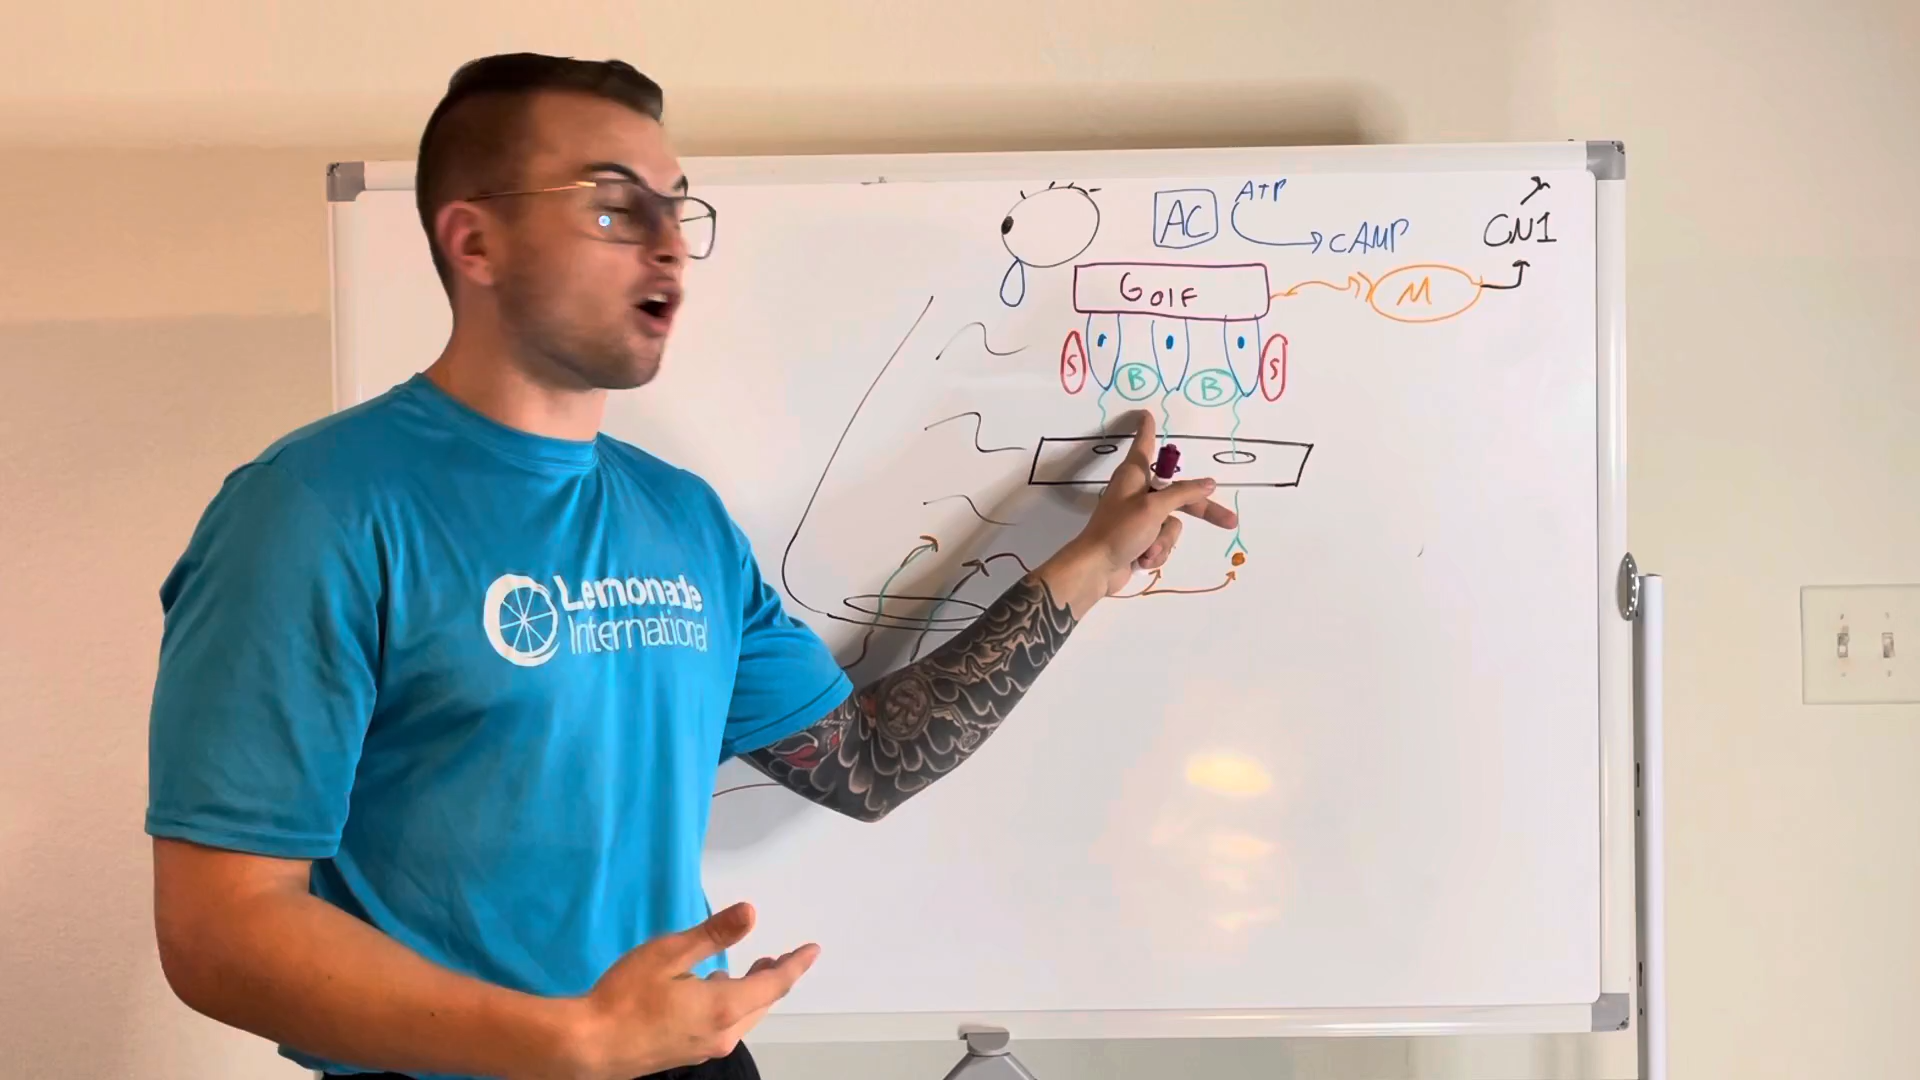 ATP
AC
cAMP
CN1
GolF
M
S
B
B
S
Lemonade
International